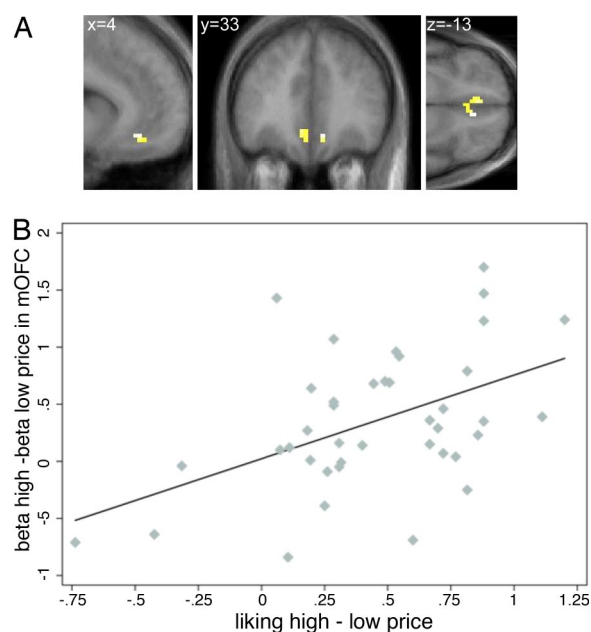 A
x=4
y=33
z=-13
B
beta high -beta low price in mOFC
2
1.5
1
.5
0
-5
-1
-.75
-.5
-.25
0
.25
.5
.75
1
1.25
liking high - low price